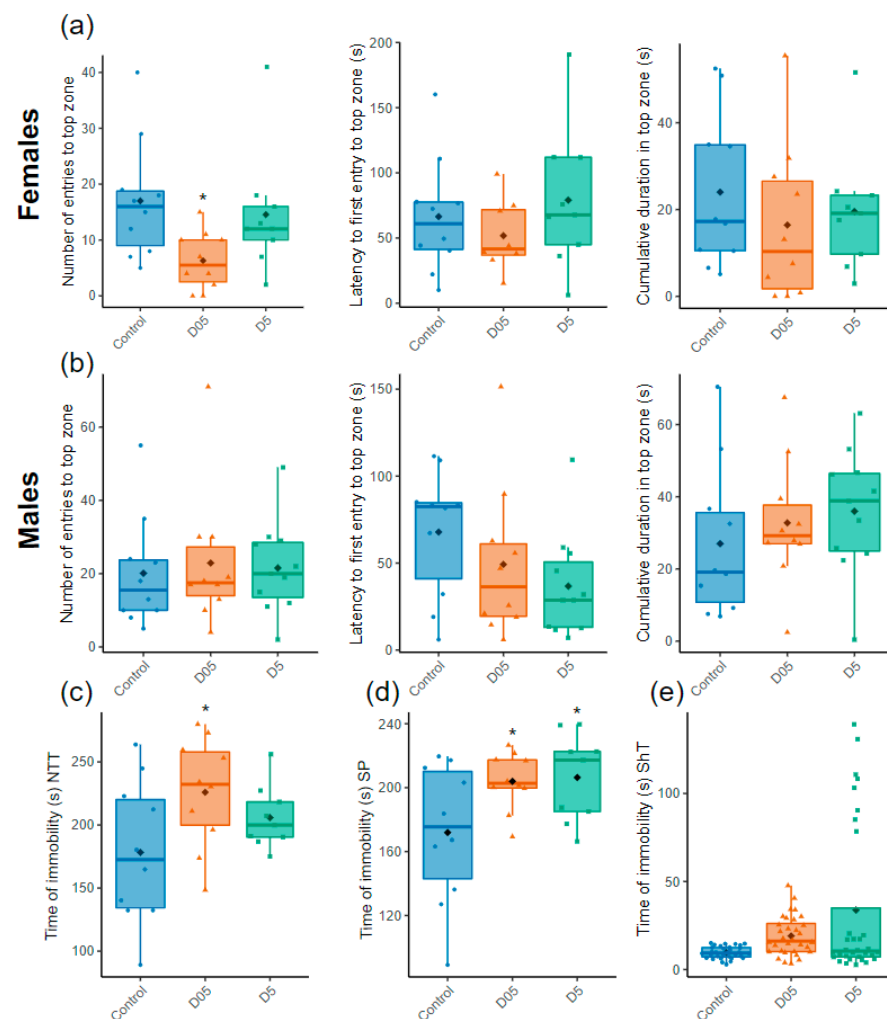 (a)
Females
Number of entries to top zone
40
30
20
10
0
*
Control
D05
D5
Latency to first entry to top zone (s)
200
150
100
50
0
Control
D05
D5
Cumulative duration in top zone (s)
40
20
0
Control
D05
D5
(b)
Males
Number of entries to top zone
60
40
20
0
Control
D05
D5
Latency to first entry to top zone (s)
150
100
50
0
Control
D05
D5
Cumulative duration in top zone (s)
60
40
20
0
Control
D05
D5
(c)
Time of immobility (s) NTT
250
200
150
100
*
Control
D05
D5
(d)
Time of immobility (s) SP
240
200
160
120
*
*
Control
D05
D5
(e)
Time of immobility (s) ShT
100
50
0
Control
D05
D5